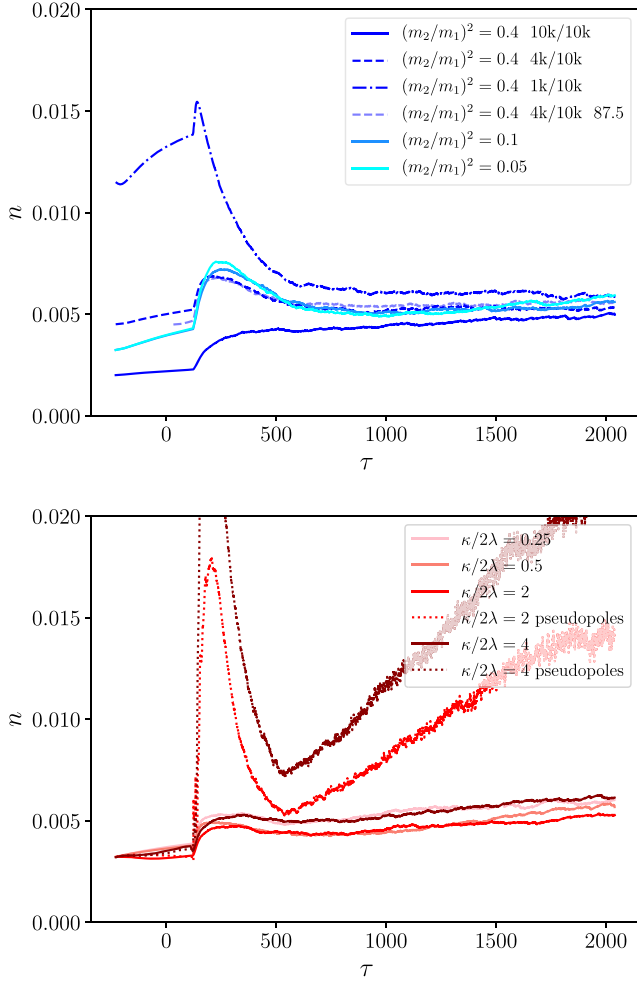 0.020
0.015
0.010
0.005
0.000
n
(m₂/m₁)² = 0.4 10k/10k
(m₂/m₁)² = 0.4 4k/10k
(m₂/m₁)² = 0.4 1k/10k
(m₂/m₁)² = 0.4 4k/10k 87.5
(m₂/m₁)² = 0.1
(m₂/m₁)² = 0.05
0 500 1000 1500 2000
τ
0.020
0.015
0.010
0.005
0.000
n
κ/2λ = 0.25
κ/2λ = 0.5
κ/2λ = 2
κ/2λ = 2 pseudopoles
κ/2λ = 4
κ/2λ = 4 pseudopoles
0 500 1000 1500 2000
τ